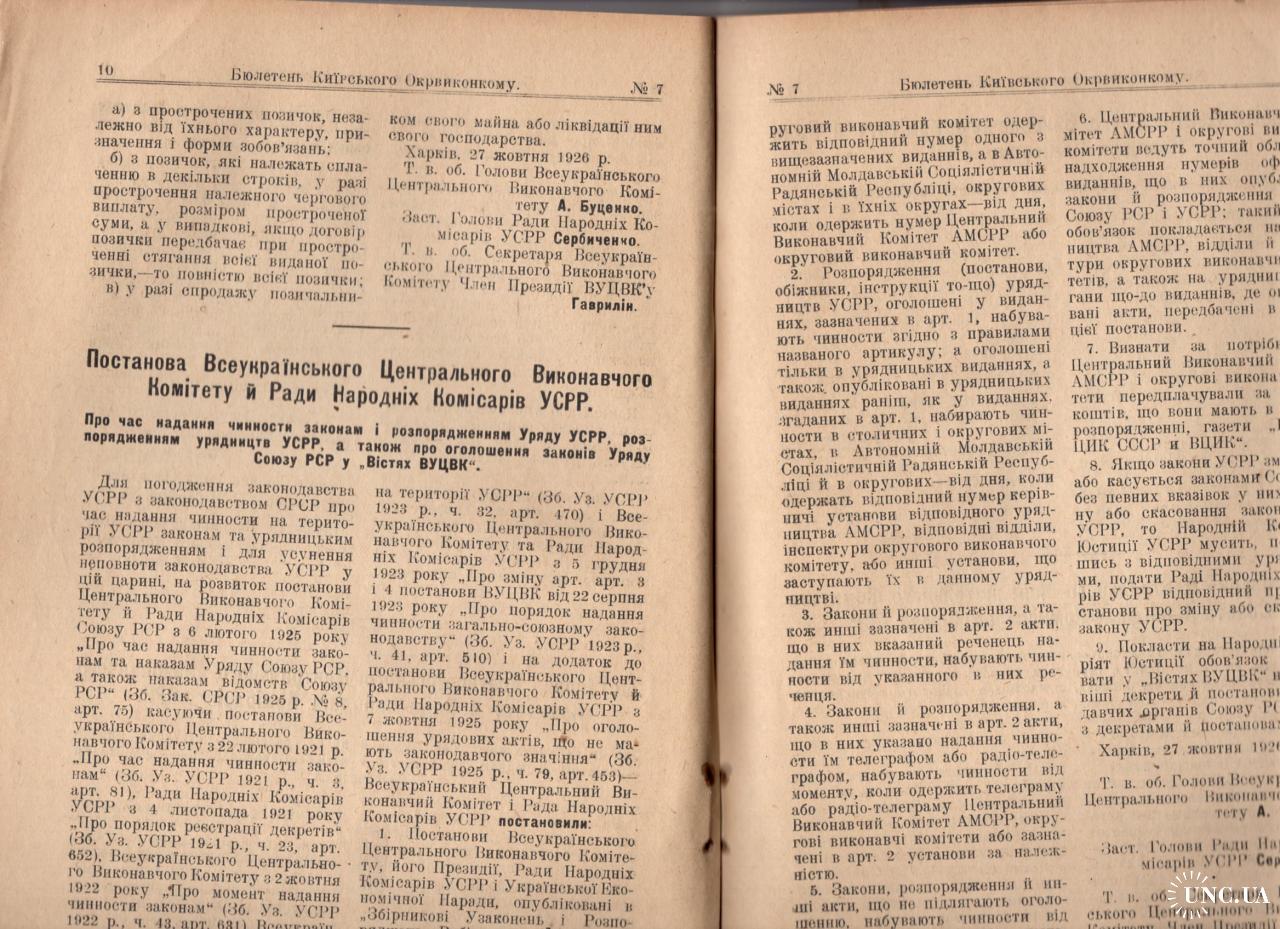 10
Бюлетень Київського Окрвиконкому.
№ 7
а) з прострочених позичок, неза-
лежно від їхнього характеру, при-
значення і форми зобов'язань;
б) з позичок, які належать спла-
ченню в декільки строків, у разі
прострочення належного чергового
виплату, розміром простроченої
суми, а у випадкові, якщо договір
позички передбачає при простро-
ченні стягання всієї виданої по-
зички,—то повністю всієї позички;
в) у разі спродажу позичальни-
ком свого майна або ліквідації ним
свого господарства.
Харків, 27 жовтня 1926 р.
Т. в. об. Голови Всеукраїнського
Центрального Виконавчого Комі-
тету А. Буценко.
Заст. Голови Ради Народніх Ко-
місарів УСРР Сербиченко.
Т. в. об. Секретаря Всеукраїн-
ського Центрального Виконавчого
Комітету Член Президії ВУЦВК'у
Гаврилін.
Постанова Всеукраїнського Центрального Виконавчого
Комітету й Ради Народніх Комісарів УСРР.
Про час надання чинности законам і розпорядженням Уряду УСРР, роз-
порядженням урядництв УСРР, а також про оголошення законів Уряду
Союзу РСР у „Вістях ВУЦВК“.
Для погодження законодавства
УСРР з законодавством СРСР про
час надання чинности на терито-
рії УСРР законам та урядницьким
розпорядженням і для усунення
неповноти законодавства УСРР у
цій царині, на розвиток постанови
Центрального Виконавчого Комі-
тету й Ради Народніх Комісарів
Союзу РСР з 6 лютого 1925 року
„Про час надання чинности зако-
нам та наказам Уряду Союзу РСР,
а також наказам відомств Союзу
РСР“ (Зб. Зак. СРСР 1925 р. № 8,
арт. 75) касуючи постанови Все-
українського Центрального Вико-
навчого Комітету з 22 лютого 1921 р.
„Про час надання чинности зако-
нам“ (Зб. Уз. УСРР 1921 р., ч. 3,
арт. 81), Ради Народніх Комісарів
УСРР з 4 листопада 1921 року
„Про порядок реєстрації декретів“
(Зб. Уз. УСРР 1921 р., ч. 23, арт.
652), Всеукраїнського Центрально-
го Виконавчого Комітету з 2 жовтня
1922 року „Про момент надання
чинности законам“ (Зб. Уз. УСРР
1922 р., ч. 43, арт. 631) Всеукраїн-
на території УСРР“ (Зб. Уз. УСРР
1923 р., ч. 32, арт. 470) і Все-
українського Центрального Вико-
навчого Комітету та Ради Народ-
ніх Комісарів УСРР з 5 грудня
1923 року „Про зміну арт. арт. 3
і 4 постанови ВУЦВК від 22 серпня
1923 року „Про порядок надання
чинности загально-союзному зако-
нодавству“ (Зб. Уз. УСРР 1923 р.,
ч. 41, арт. 510) і на додаток до
постанови Всеукраїнського Цент-
рального Виконавчого Комітету й
Ради Народніх Комісарів УСРР з
7 жовтня 1925 року „Про оголо-
шення урядових актів, що не ма-
ють законодавчого значіння“ (Зб.
Уз. УСРР 1925 р., ч. 79, арт. 453)—
Всеукраїнський Центральний Ви-
конавчий Комітет і Рада Народніх
Комісарів УСРР постановили:
1. Постанови Всеукраїнського
Центрального Виконавчого Коміте-
ту, його Президії, Ради Народніх
Комісарів УСРР і Української Еко-
номічної Наради, опубліковані в
„Збірникові Узаконень і Розпо-
№ 7
Бюлетень Київського Окрвиконкому.
руговий виконавчий комітет одер-
жить відповідний нумер одного з
вищезазначених виданнів, а в Авто-
номній Молдавській Соціялістичній
Радянській Республіці, округових
містах і в їхніх округах—від дня,
коли одержить нумер Центральний
Виконавчий Комітет АМСРР або
округовий виконавчий комітет.
2. Розпорядження (постанови,
обіжники, інструкції то-що) уряд-
ництв УСРР, оголошені у видан-
нях, зазначених в арт. 1, набува-
ють чинности згідно з правилами
названого артикулу; а оголошені
тільки в урядницьких виданнях, а
також опубліковані в урядницьких
виданнях раніш, як у виданнях,
згаданих в арт. 1, набирають чин-
ности в столичних і округових мі-
стах, в Автономній Молдавській
Соціялістичній Радянській Респуб-
ліці й в округових—від дня, коли
одержать відповідний нумер керів-
ничі установи відповідного уряд-
ництва АМСРР, відповідні відділи,
інспектури округового виконавчого
комітету, або инші установи, що
заступають їх в данному уряд-
ництві.
3. Закони й розпорядження, а та-
кож инші зазначені в арт. 2 акти,
що в них вказаний реченець на-
дання їм чинности, набувають чин-
ности від указанного в них ре-
ченця.
4. Закони й розпорядження, а
також инші зазначені в арт. 2 акти,
що в них указано надання чинно-
сти їм телеграфом або радіо-теле-
графом, набувають чинности від
моменту, коли одержить телеграму
або радіо-телеграму Центральний
Виконавчий Комітет АМСРР, окру-
гові виконавчі комітети або зазна-
чені в арт. 2 установи за належ-
ністю.
5. Закони, розпорядження й ин-
ші акти, що не підлягають оголо-
шенню, набувають чинности від
6. Центральний Виконавч
мітет АМСРР і округові ви
комітети ведуть точний обл
надходження нумерів оф
виданнів, що в них опубл
закони й розпорядження
Союзу РСР і УСРР; такий
обов'язок покладається на
ництва АМСРР, відділи й
тури округових виконавчи
тетів, а також на урядниц
гани що-до виданнів, де о
вані акти, передбачені в
цієї постанови.
7. Визнати за потріб
Центральний Виконавчий
АМСРР і округові викона
тети передплачували за
коштів, що вони мають в
розпорядженні, газети „
ЦИК СССР и ВЦИК“.
8. Якщо закони УСРР зм
або касується законами Со
без певних вказівок у них
ну або скасовання закон
УСРР, то Народній К
Юстиції УСРР мусить, п
шись з відповідними уря
ми, подати Раді Народніх
рів УСРР відповідний пр
станови про зміну або ск
закону УСРР.
9. Покласти на Народн
ріят Юстиції обов'язок
вати у „Вістях ВУЦВК“ н
віші декрети й постанови
давчих органів Союзу РС
з декретами й постанова
Харків, 27 жовтня 192
Т. в. об. Голови Всеук
Центрального Виконавч
тету А.
Заст. Голови Ради На
місарів УСРР Сер
Т. в. об.
ського Цен
Комітету Член Президії
UNC.UA